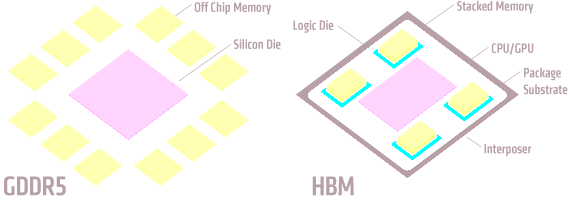 Off Chip Memory
Silicon Die
GDDR5
Stacked Memory
Logic Die
CPU/GPU
Package
Substrate
Interposer
HBM